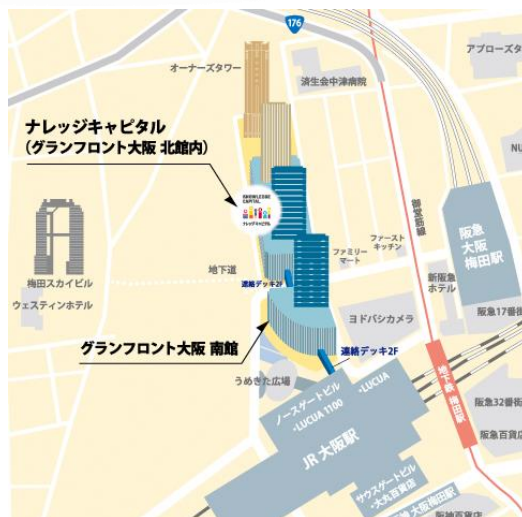 176
オーナーズタワー
済生会中津病院
アプローズタワー
ナレッジキャピタル
(グランフロント大阪 北館内)
KNOWLEDGE
CAPITAL
ナレッジキャピタル
NU
御堂筋線
阪急
大阪
梅田駅
ファースト
キッチン
ファミリー
マート
地下道
連絡デッキ2F
新阪急
ホテル
梅田スカイビル
ウェスティンホテル
ヨドバシカメラ
阪急17番街
グランフロント大阪 南館
連絡デッキ2F
地下鉄 梅田駅
うめきた広場
ノースゲートビル
・LUCUA 1100
・LUCUA
阪急32番街
阪急百貨店
JR 大阪駅
サウスゲートビル
・大丸百貨店
大阪梅田駅
阪神百貨店